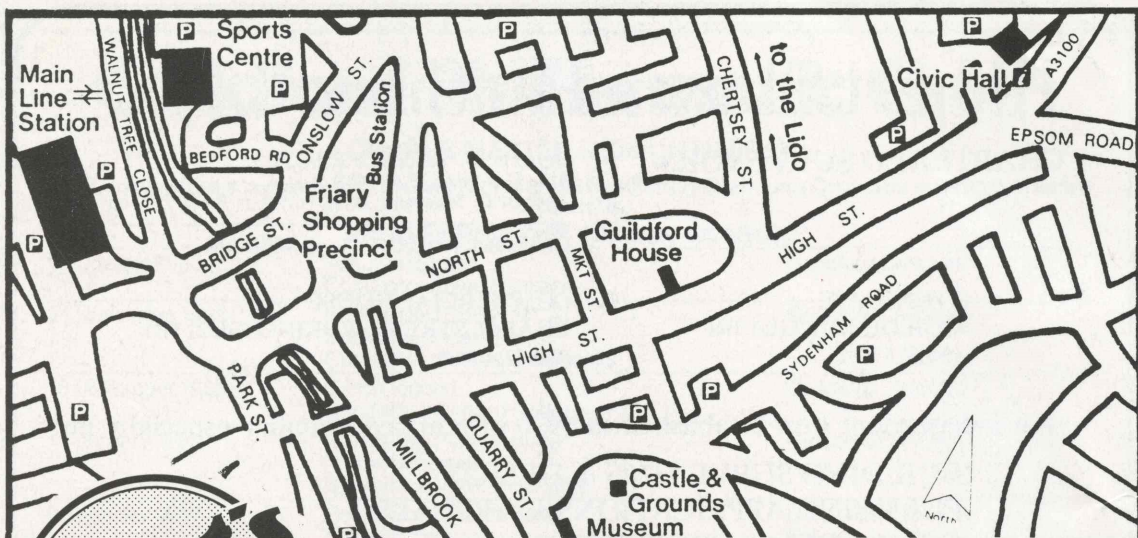 P
Sports
Centre
P
Main
Line
Station
WALNUT TREE CLOSE
P
P
BEDFORD RD
ONSLOW ST.
Bus Station
Friary
Shopping
Precinct
BRIDGE ST.
P
CHERTSEY ST.
to the Lido
P
Civic Hall
i
A3100
P
EPSOM ROAD
NORTH ST.
MKT ST.
Guildford
House
HIGH ST.
HIGH ST.
SYDENHAM ROAD
P
P
P
PARK ST.
P
MILLBROOK
QUARRY ST.
Castle &
Grounds
Museum
P
North